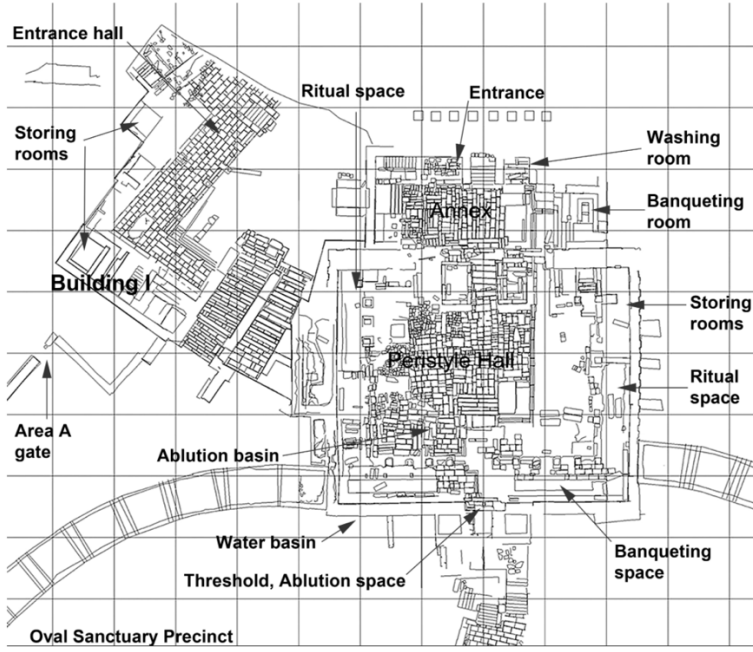 Entrance hall
Ritual space
Entrance
Storing
rooms
Washing
room
Annex
Banqueting
room
Building I
Storing
rooms
Peristyle Hall
Ritual
space
Area A
gate
Ablution basin
Water basin
Banqueting
space
Threshold, Ablution space
Oval Sanctuary Precinct